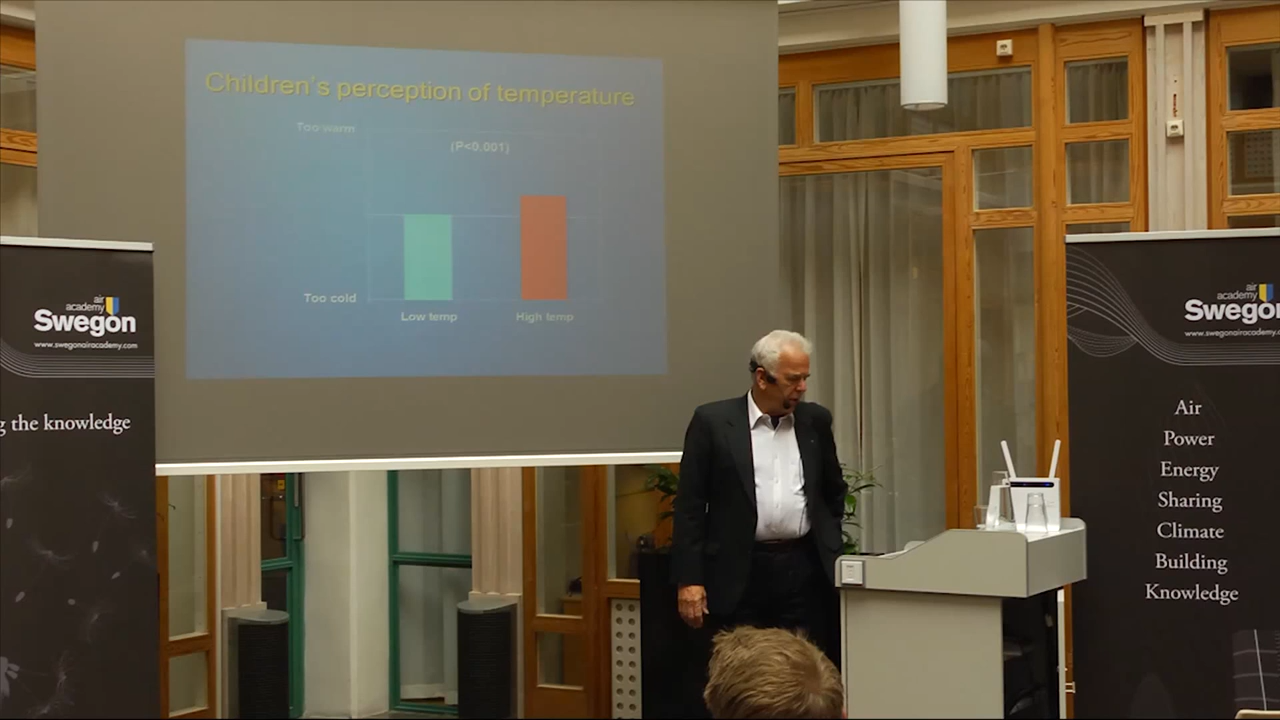 Children's perception of temperature
Too warm
(P<0.001)
Too cold
Low temp
High temp
air
academy
Swegon
www.swegonairacademy.com
g the knowledge
air
academy
Swegon
www.swegonairacademy.c
Air
Power
Energy
Sharing
Climate
Building
Knowledge